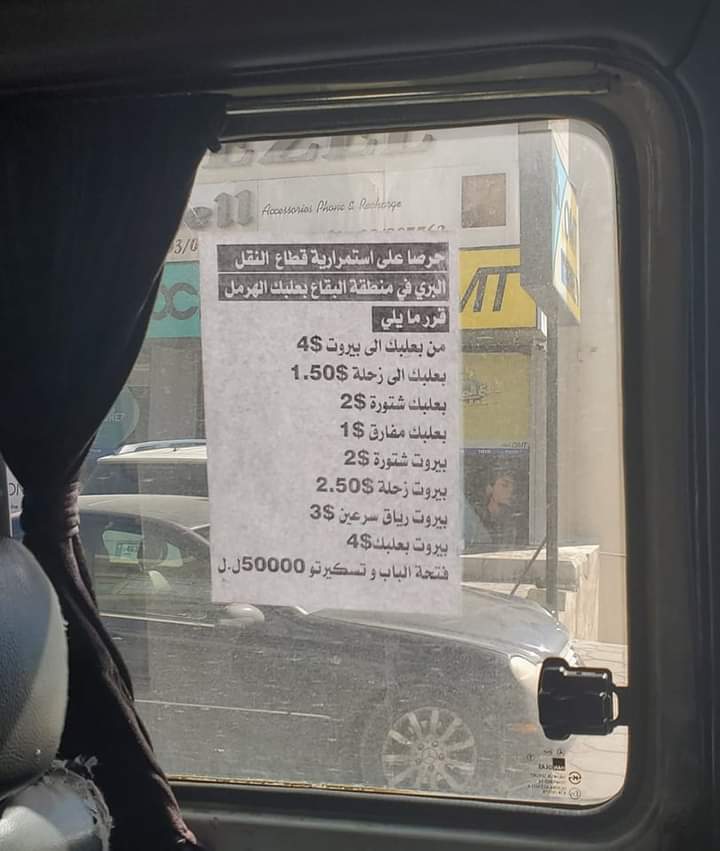 Accessories Phone & Recharge
حرصا على استمرارية قطاع النقل
البري في منطقة البقاع بعلبك الهرمل
قرر ما يلي
من بعلبك الى بيروت 4$
بعلبك الى زحلة 1.50$
بعلبك شتورة 2$
بعلبك مفارق 1$
بيروت شتورة 2$
بيروت زحلة 2.50$
بيروت رياق سرعين 3$
بيروت بعلبك 4$
فتحة الباب و تسكيرتو 50000ل.ل